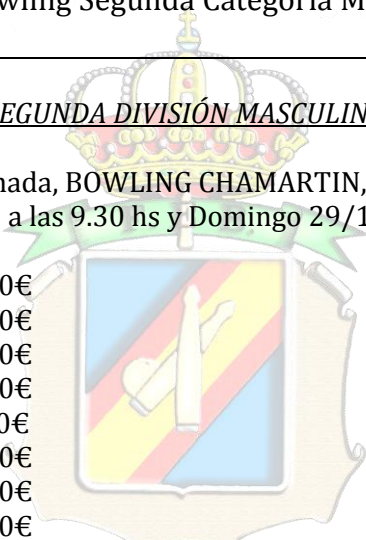 owling Segunda Categoría M
EGUNDA DIVISIÓN MASCULIN
nada, BOWLING CHAMARTIN,
a las 9.30 hs y Domingo 29/1
0€
0€
0€
0€
0€
0€
0€
0€